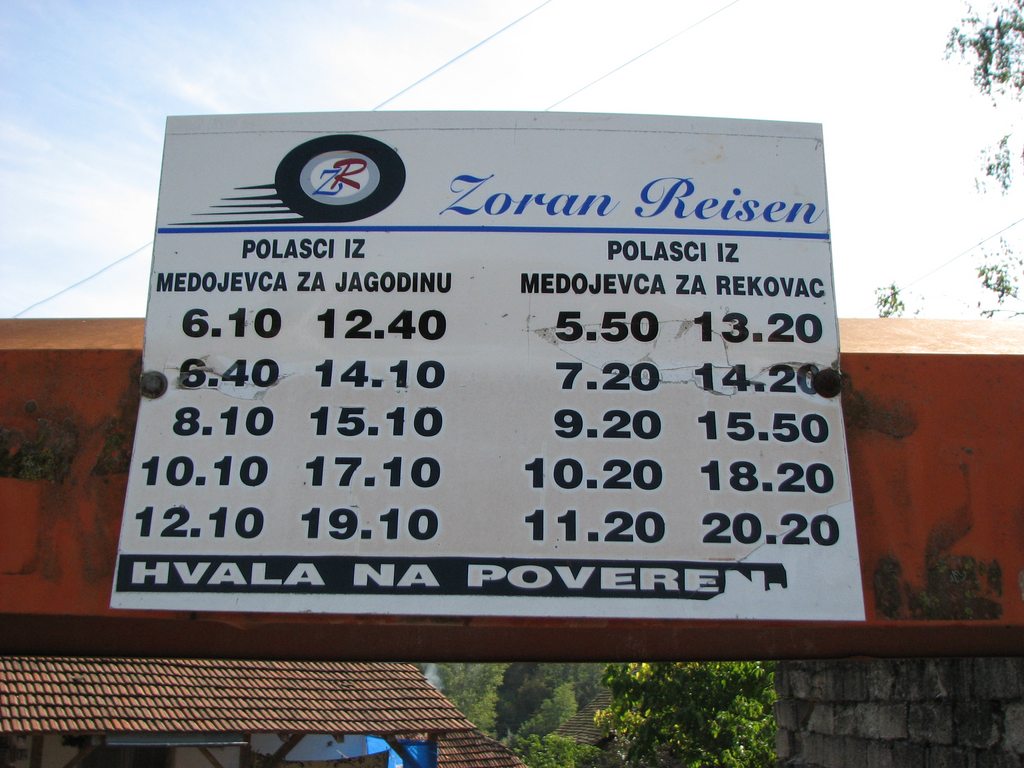 ZR
Zoran Reisen
POLASCI IZ
MEDOJEVCA ZA JAGODINU
6.10 12.40
6.40 14.10
8.10 15.10
10.10 17.10
12.10 19.10
POLASCI IZ
MEDOJEVCA ZA REKOVAC
5.50 13.20
7.20 14.20
9.20 15.50
10.20 18.20
11.20 20.20
HVALA NA